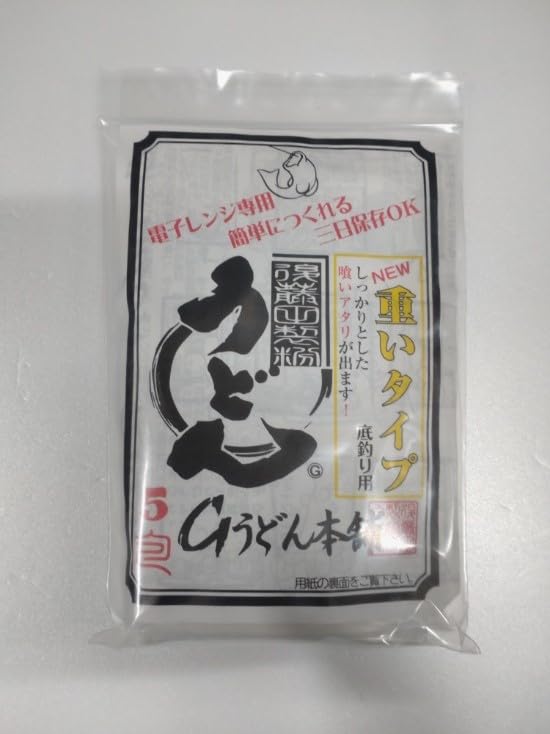 電子レンジ専用
簡単につくれる
三日保存OK
NEW
重いタイプ
底釣り用
しっかりとした
喰いアタリが出ます!
製粉
うどん
G
5包
Gうどん本舗
用紙の裏面をご覧下さい。